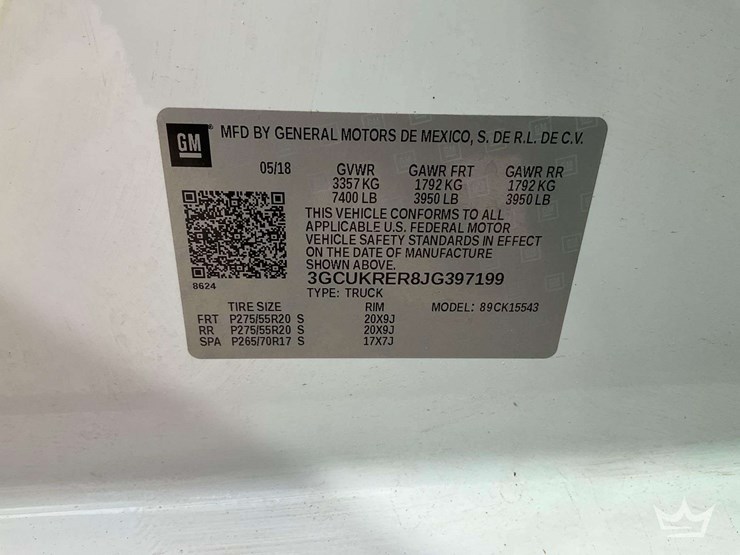 GM ® MFD BY GENERAL MOTORS DE MEXICO, S. DE R.L. DE C.V.
05/18 GVWR GAWR FRT GAWR RR
3357 KG 1792 KG 1792 KG
7400 LB 3950 LB 3950 LB
THIS VEHICLE CONFORMS TO ALL
APPLICABLE U.S. FEDERAL MOTOR
VEHICLE SAFETY STANDARDS IN EFFECT
ON THE DATE OF MANUFACTURE
SHOWN ABOVE.
8624
3GCUKRER8JG397199
TYPE: TRUCK
TIRE SIZE RIM MODEL: 89CK15543
FRT P275/55R20 S 20X9J
RR P275/55R20 S 20X9J
SPA P265/70R17 S 17X7J